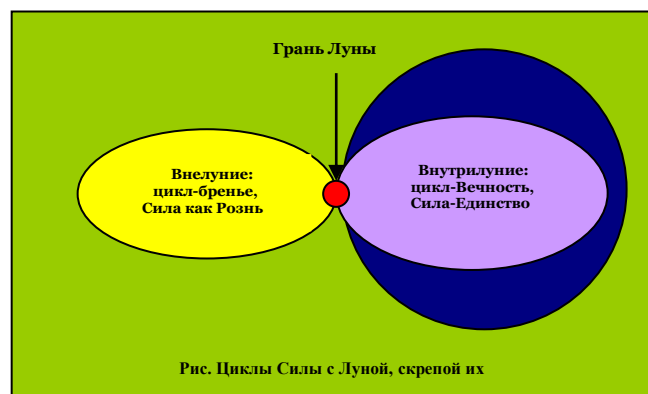 Грань Луны
Внелуние:
цикл-бренье,
Сила как Рознь
Внутрилуние:
цикл-Вечность,
Сила-Единство
Рис. Циклы Силы с Луной, скрепой их